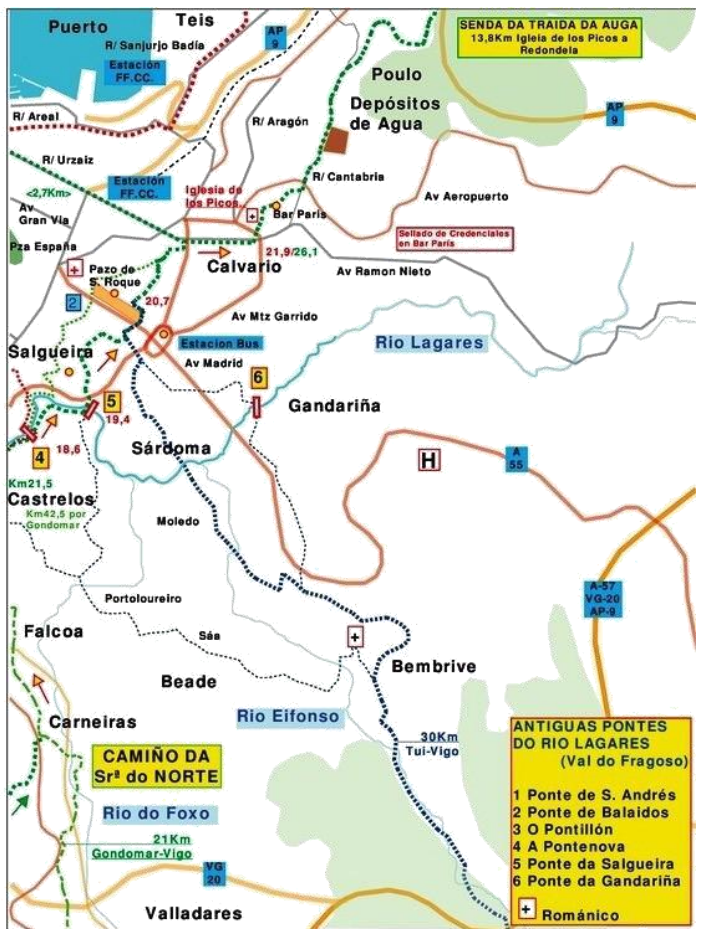 Puerto
Teis
R/ Sanjurjo Badía
Estación
FF.CC.
AP
9
SENDA DA TRAIDA DA AUGA
13,8Km Igleia de los Picos a
Redondela
Poulo
Depósitos
de Agua
AP
9
R/ Areal
R/ Aragón
R/ Urzaiz
Estación
FF.CC.
R/ Cantabria
<2,7Km>
Iglesia de
los Picos..
+
Bar París
Av Aeropuerto
Av
Gran Vía
Sellado de Credenciales
en Bar París
Pza España
21,9/26,1
+
Pazo de
S. Roque
Calvario
Av Ramon Nieto
2
20,7
Av Mtz Garrido
Rio Lagares
Salgueira
Estacion Bus
Av Madrid
6
5
Gandariña
19,4
4
18,6
Sárdoma
H
A
55
Km21,5
Castrelos
Km42,5 por
Gondomar
Moledo
A-57
VG-20
AP-9
Portoloureiro
Falcoa
Sáa
+
Bembrive
Beade
Rio Eifonso
Carneiras
30Km
Tui-Vigo
CAMIÑO DA
Srª do NORTE
Rio do Foxo
21Km
Gondomar-Vigo
VG
20
Valladares
ANTIGUAS PONTES
DO RIO LAGARES
(Val do Fragoso)
1 Ponte de S. Andrés
2 Ponte de Balaidos
3 O Pontillón
4 A Pontenova
5 Ponte da Salgueira
6 Ponte da Gandariña
+ Románico